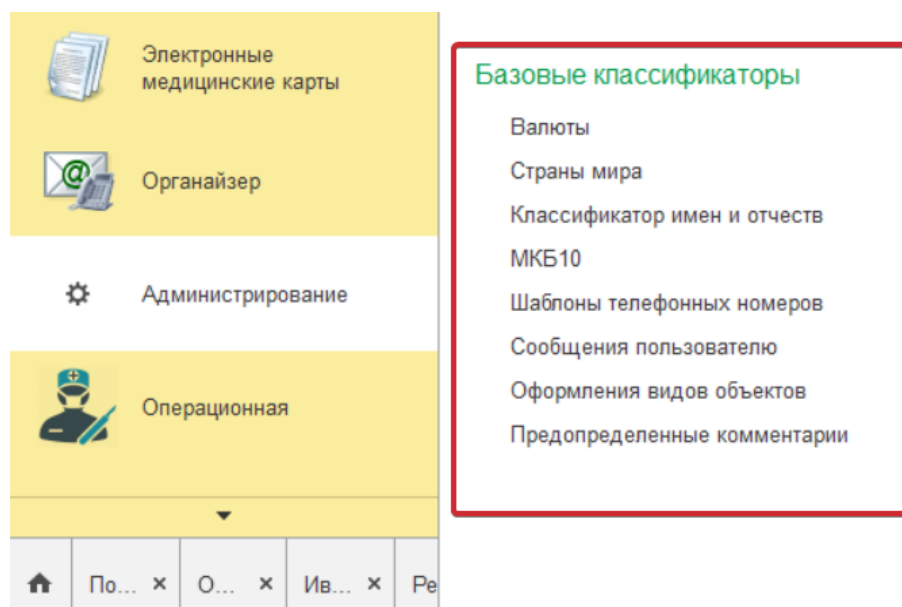 Электронные
медицинские карты
Органайзер
Администрирование
Операционная
По...
О...
Ив...
Ре
Базовые классификаторы
Валюты
Страны мира
Классификатор имен и отчеств
МКБ10
Шаблоны телефонных номеров
Сообщения пользователю
Оформления видов объектов
Предопределенные комментарии